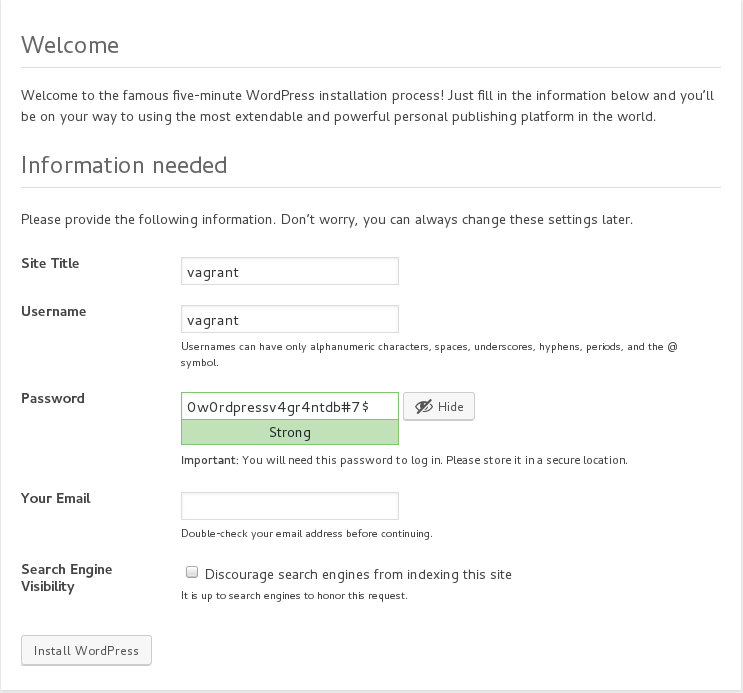 Welcome
Welcome to the famous five-minute WordPress installation process! Just fill in the information below and you’ll
be on your way to using the most extendable and powerful personal publishing platform in the world.
Information needed
Please provide the following information. Don’t worry, you can always change these settings later.
Site Title
vagrant
Username
vagrant
Usernames can have only alphanumeric characters, spaces, underscores, hyphens, periods, and the @
symbol.
Password
0w0rdpressv4gr4ntdb#7$
Hide
Strong
Important: You will need this password to log in. Please store it in a secure location.
Your Email
Double-check your email address before continuing.
Search Engine
Visibility
Discourage search engines from indexing this site
It is up to search engines to honor this request.
Install WordPress